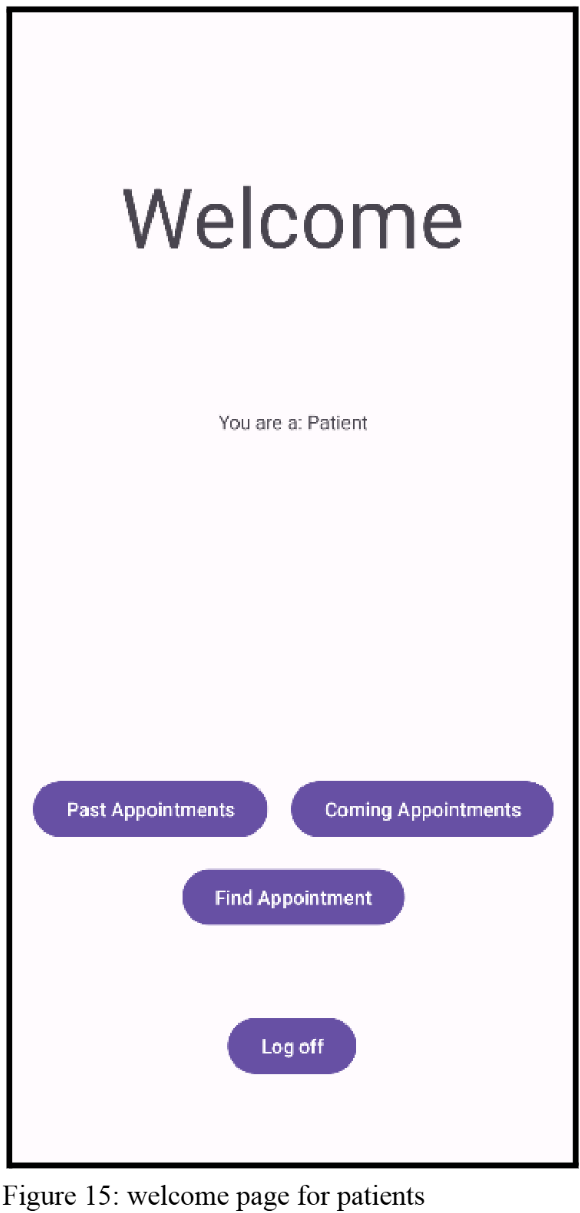 Welcome
You are a: Patient
Past Appointments
Coming Appointments
Find Appointment
Log off
Figure 15: welcome page for patients